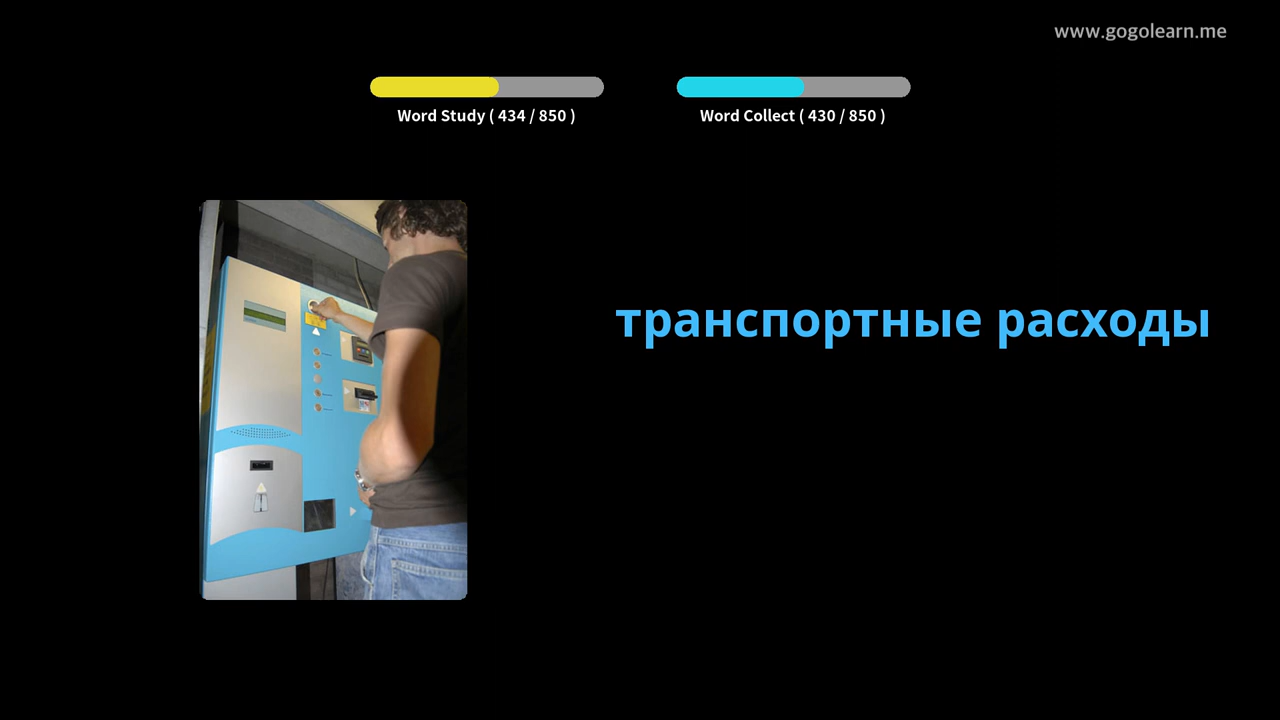 www.gogolearn.me
Word Study ( 434 / 850 )
Word Collect ( 430 / 850 )
транспортные расходы